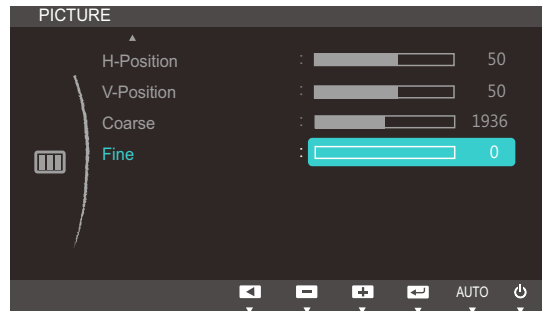 PICTURE
H-Position : 50
V-Position : 50
Coarse : 1936
Fine : 0
AUTO